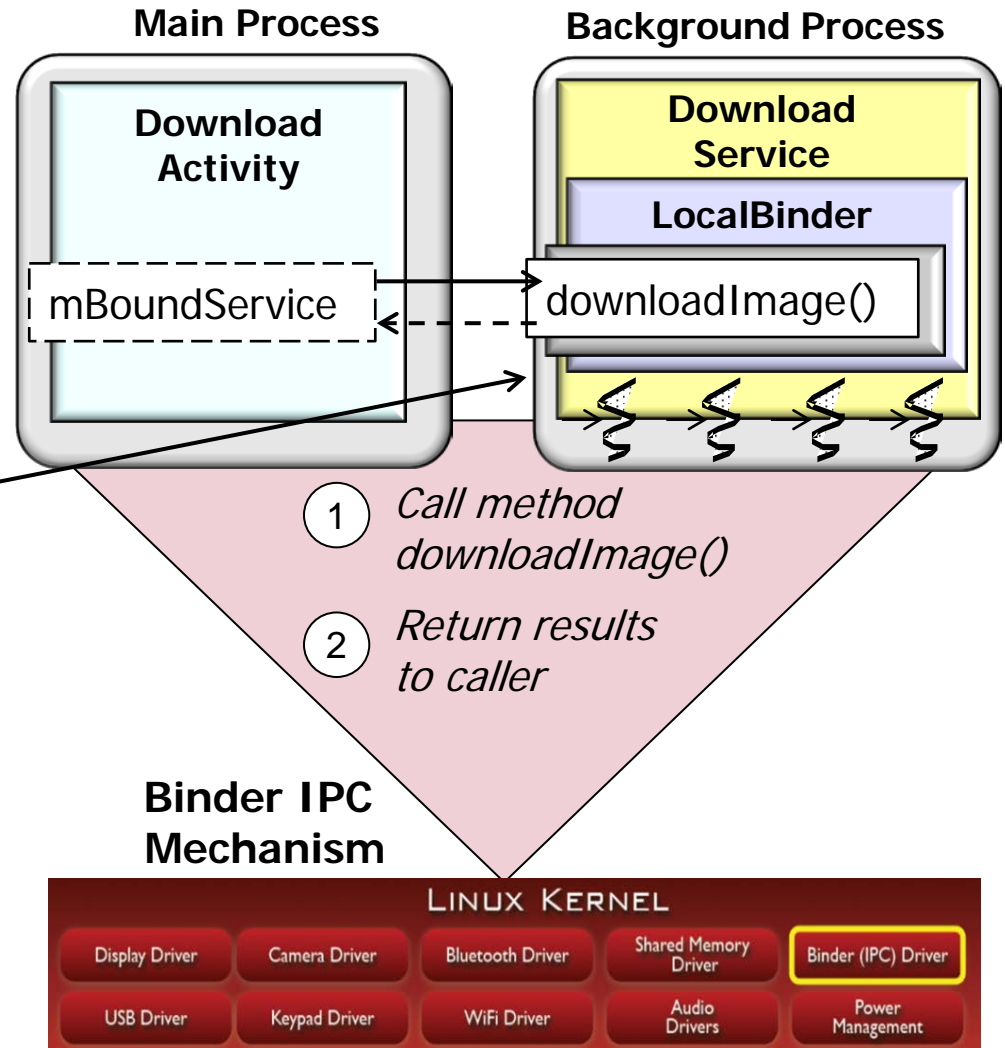 Main Process
Background Process
Download
Activity
Download
Service
LocalBinder
mBoundService
downloadImage()
1
Call method
downloadImage()
2
Return results
to caller
Binder IPC
Mechanism
LINUX KERNEL
Display Driver
Camera Driver
Bluetooth Driver
Shared Memory
Driver
Binder (IPC) Driver
USB Driver
Keypad Driver
WiFi Driver
Audio
Drivers
Power
Management